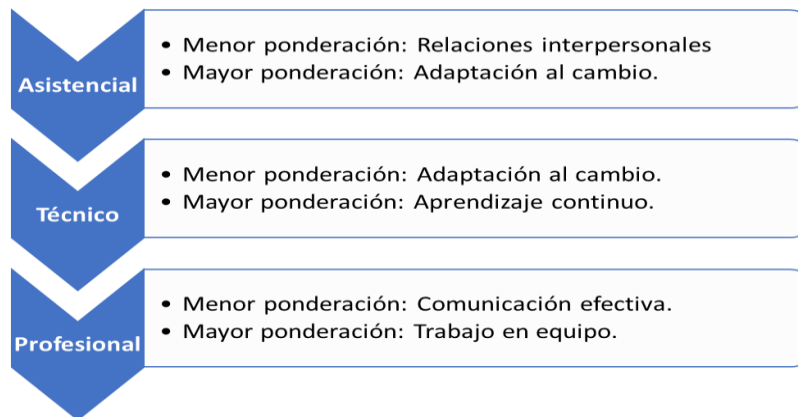 Asistencial
• Menor ponderación: Relaciones interpersonales
• Mayor ponderación: Adaptación al cambio.
Técnico
• Menor ponderación: Adaptación al cambio.
• Mayor ponderación: Aprendizaje continuo.
Profesional
• Menor ponderación: Comunicación efectiva.
• Mayor ponderación: Trabajo en equipo.